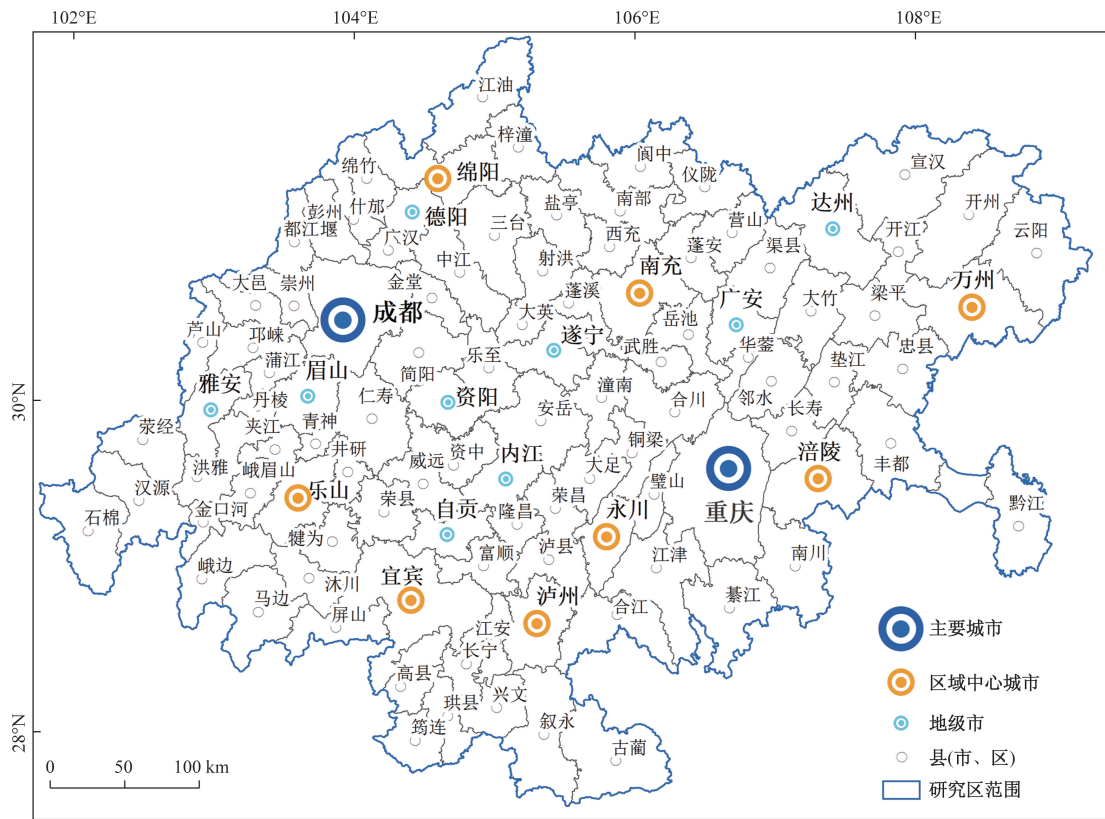 102°E
104°E
106°E
108°E
30°N
28°N
江油
梓潼
绵竹
绵阳
阆中
仪陇
宣汉
彭州
什邡
德阳
盐亭
南部
营山
达州
开州
都江堰
广汉
三台
西充
蓬安
渠县
开江
云阳
中江
射洪
南充
大邑
崇州
金堂
蓬溪
广安
大竹
梁平
万州
成都
芦山
邛崃
大英
岳池
蒲江
遂宁
武胜
华蓥
垫江
忠县
雅安
眉山
简阳
乐至
资阳
丹棱
仁寿
安岳
潼南
合川
邻水
长寿
荥经
夹江
青神
井研
威远
资中
内江
铜梁
涪陵
丰都
洪雅
峨眉山
大足
璧山
汉源
乐山
荣县
自贡
荣昌
隆昌
永川
重庆
黔江
石棉
金口河
犍为
富顺
泸县
江津
南川
峨边
沐川
宜宾
马边
屏山
泸州
合江
綦江
江安
长宁
高县
珙县
兴文
筠连
叙永
古蔺
主要城市
区域中心城市
地级市
县(市、区)
研究区范围
0 50 100 km